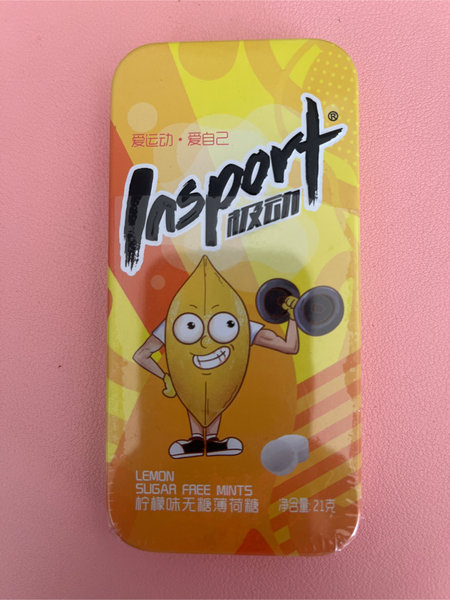 爱运动·爱自己
Insport®
极动
LEMON
SUGAR FREE MINTS
柠檬味无糖薄荷糖
净含量:21克